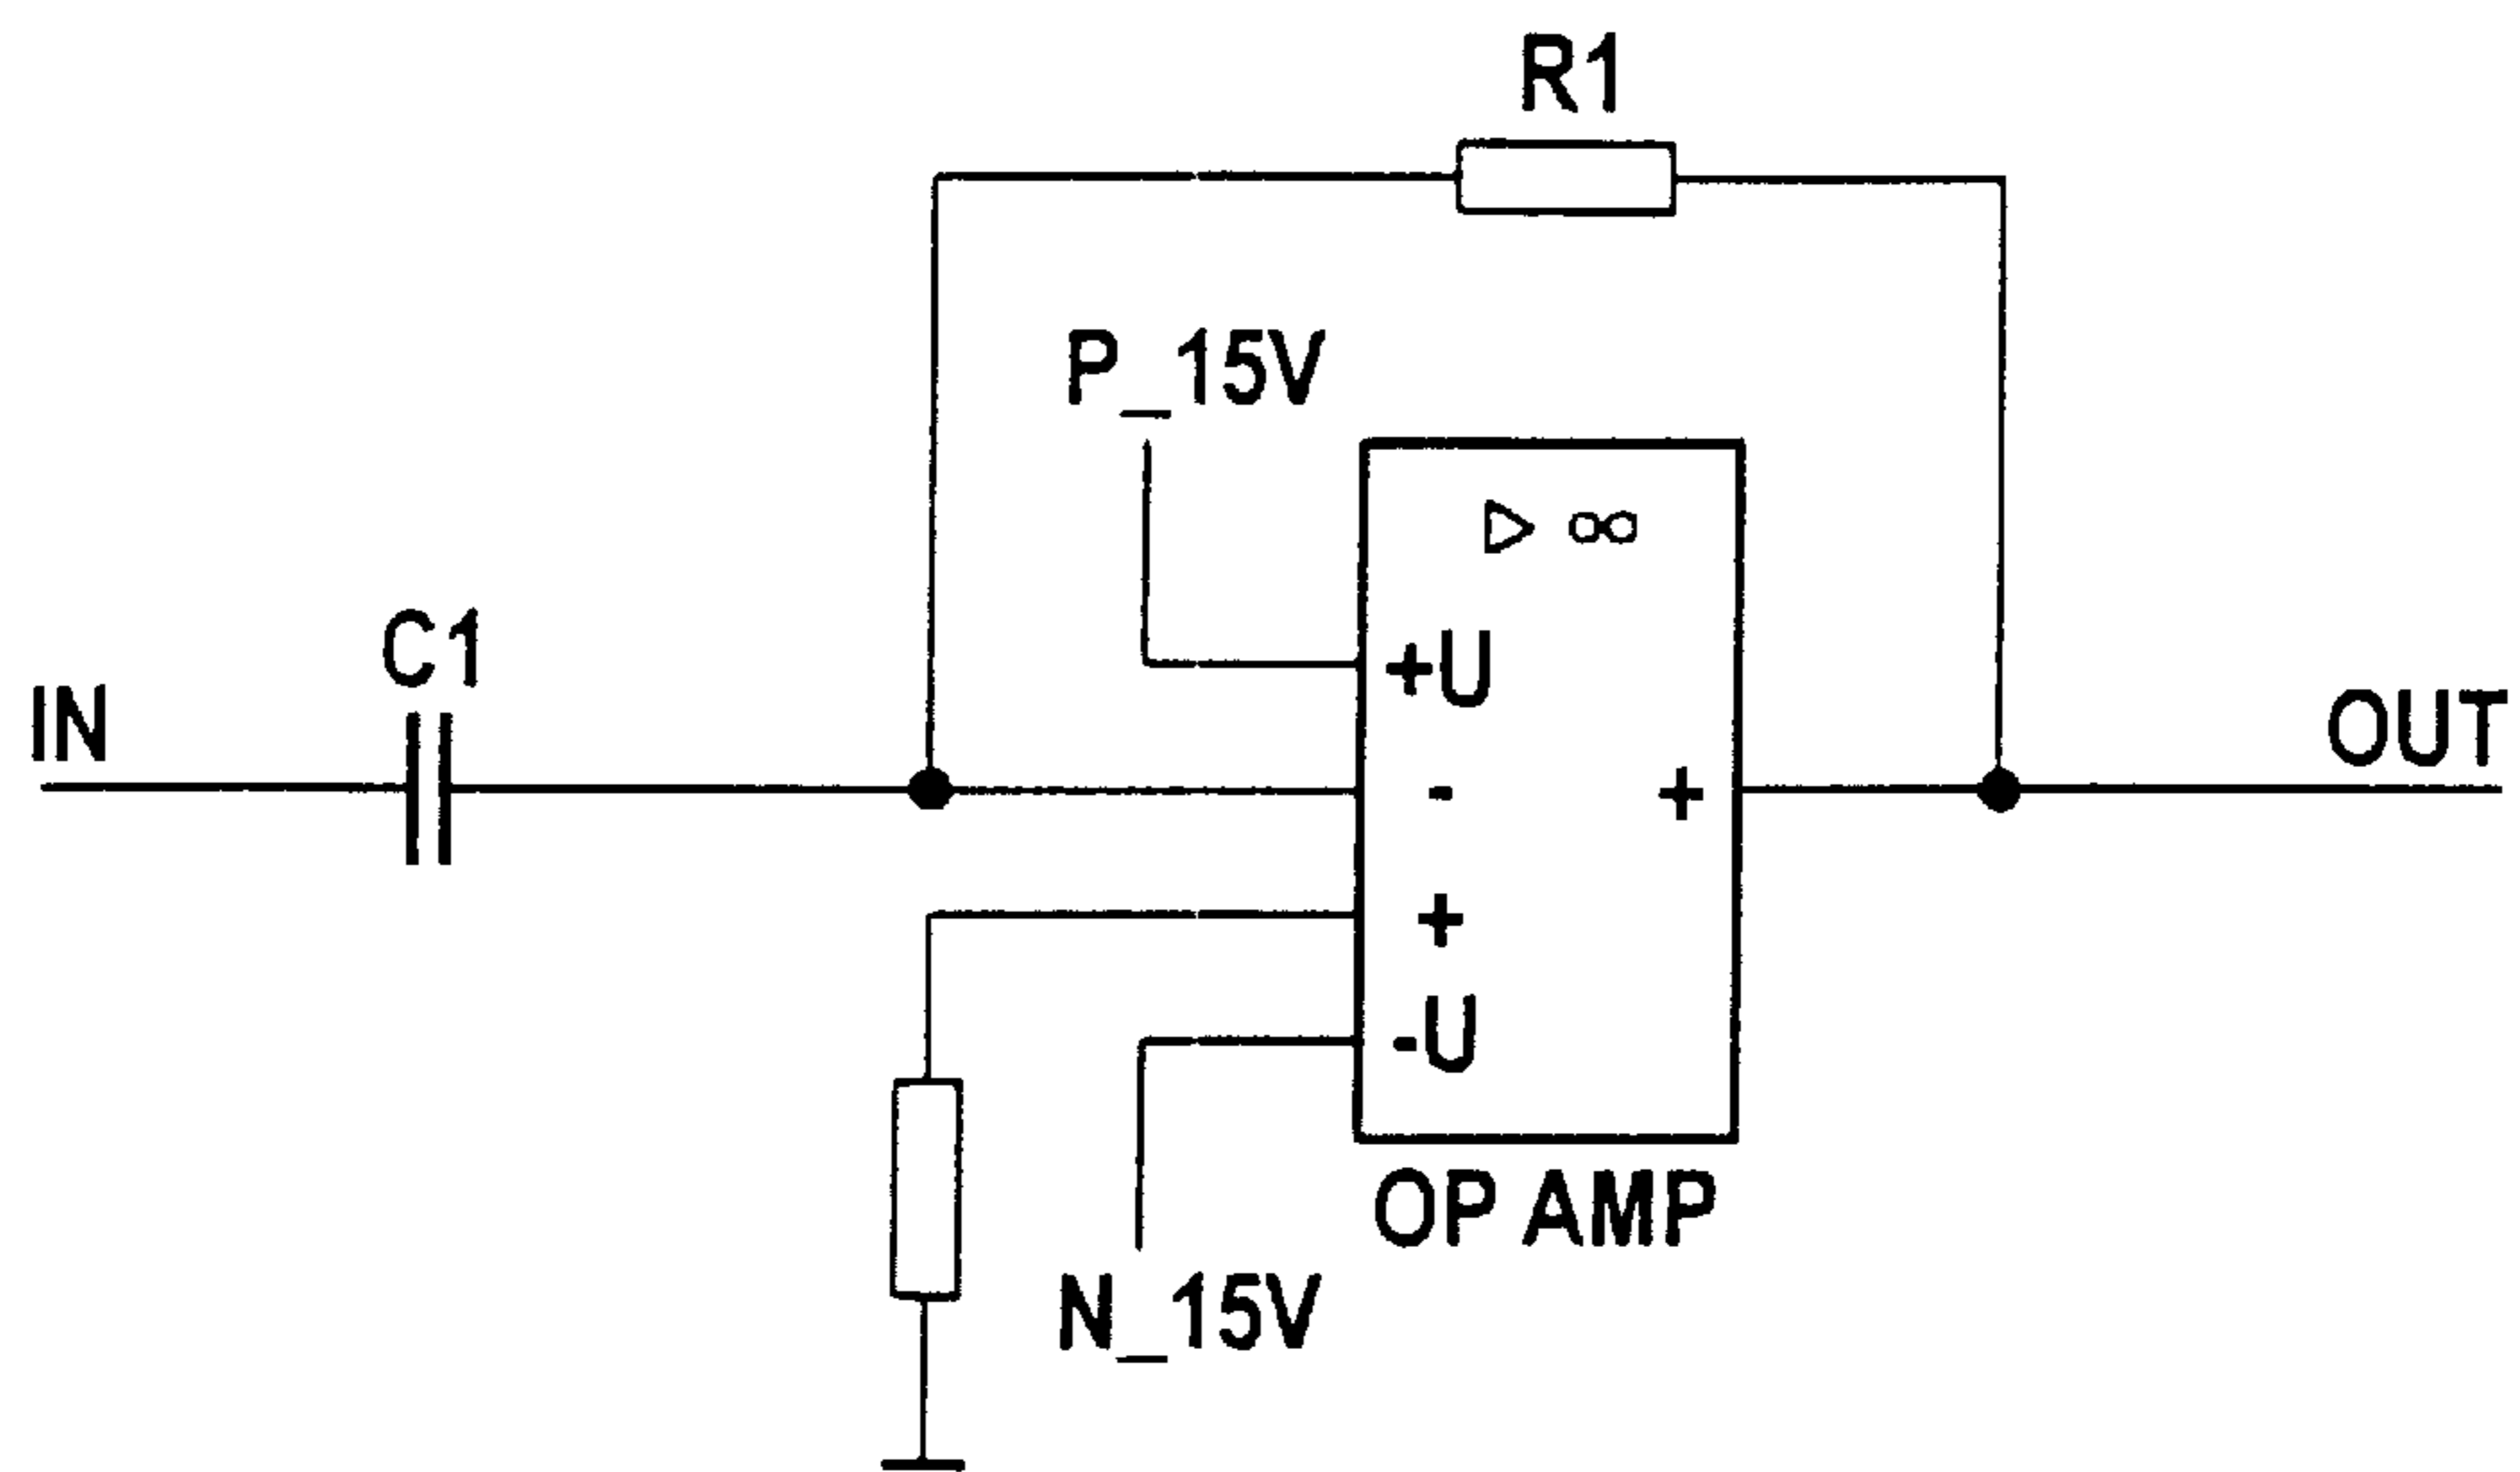 R1
P_15V
▷ ∞
C1
+U
IN
OUT
-
+
+
-U
OP AMP
N_15V